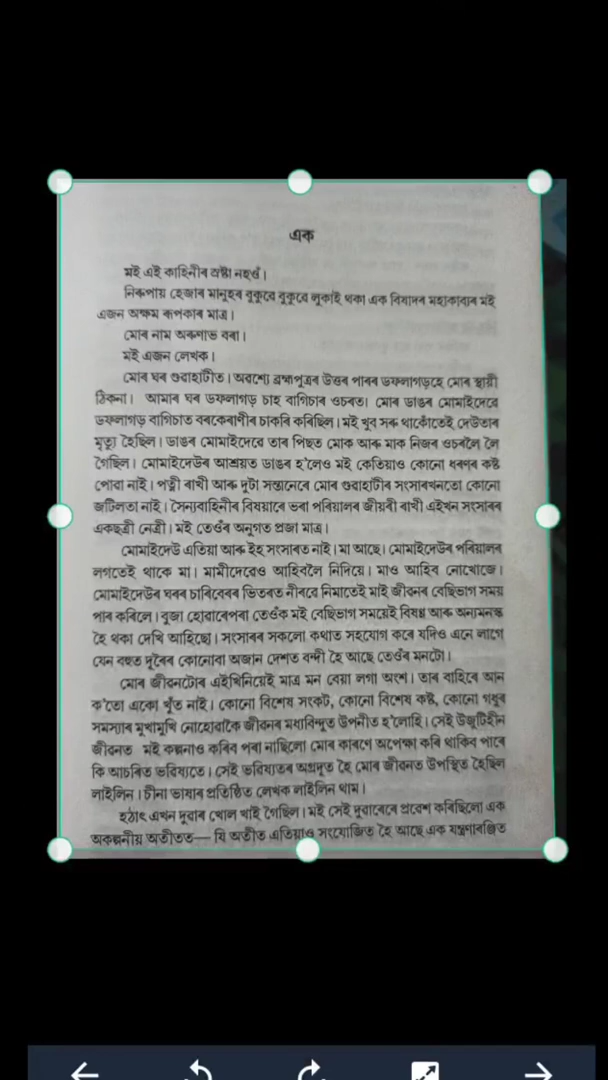 এক
মই এই কাহিনীৰ স্ৰষ্টা নহওঁ।
নিৰুপায় হেজাৰ মানুহৰ বুকুৱে বুকুৱে লুকাই থকা এক বিষাদৰ মহাকাব্যৰ মই
এজন অক্ষম ৰূপকাৰ মাত্ৰ।
মোৰ নাম অৰুণাভ বৰা।
মই এজন লেখক।
মোৰ ঘৰ গুৱাহাটীত। অৱশ্যে ব্ৰহ্মপুত্ৰৰ উত্তৰ পাৰৰ ডফলাগড়হে মোৰ স্থায়ী
ঠিকনা। আমাৰ ঘৰ ডফলাগড় চাহ বাগিচাৰ ওচৰত। মোৰ ডাঙৰ মোমাইদেৱে
ডফলাগড় বাগিচাত বৰকেৰাণীৰ চাকৰি কৰিছিল। মই খুব সৰু থাকোঁতেই দেউতাৰ
মৃত্যু হৈছিল। ডাঙৰ মোমাইদেৱে তাৰ পিছত মোক আৰু মাক নিজৰ ওচৰলৈ লৈ
গৈছিল। মোমাইদেউৰ আশ্ৰয়ত ডাঙৰ হ'লেও মই কেতিয়াও কোনো ধৰণৰ কষ্ট
পোৱা নাই। পত্নী ৰাখী আৰু দুটা সন্তানেৰে মোৰ গুৱাহাটীৰ সংসাৰখনতো কোনো
জটিলতা নাই। সৈন্যবাহিনীৰ বিষয়াৰে ভৰা পৰিয়ালৰ জীয়ৰী ৰাখী এইখন সংসাৰৰ
একছত্ৰী নেত্ৰী। মই তেওঁৰ অনুগত প্ৰজা মাত্ৰ।
মোমাইদেউ এতিয়া আৰু ইহ সংসাৰত নাই। মা আছে। মোমাইদেউৰ পৰিয়ালৰ
লগতেই থাকে মা। মামীদেৱেও আহিবলৈ নিদিয়ে। মাও আহিব নোখোজে।
মোমাইদেউৰ ঘৰৰ চাৰিবেৰৰ ভিতৰত নীৰৱে নিমাতেই মাই জীৱনৰ বেছিভাগ সময়
পাৰ কৰিলে। বুজা হোৱাৰেপৰা তেওঁক মই বেছিভাগ সময়েই বিষণ্ণ আৰু অন্যমনস্ক
হৈ থকা দেখি আহিছো। সংসাৰৰ সকলো কথাত সহযোগ কৰে যদিও এনে লাগে
যেন বহুত দূৰৈৰ কোনোবা অজান দেশত বন্দী হৈ আছে তেওঁৰ মনটো।
মোৰ জীৱনটোৰ এইখিনিয়েই মাত্ৰ মন বেয়া লগা অংশ। তাৰ বাহিৰে আন
ক'তো একো খুঁত নাই। কোনো বিশেষ সংকট, কোনো বিশেষ কষ্ট, কোনো গধুৰ
সমস্যাৰ মুখামুখি নোহোৱাকৈ জীৱনৰ মধ্যবিন্দুত উপনীত হ'লোহি। সেই উজুটিহীন
জীৱনত মই কল্পনাও কৰিব পৰা নাছিলো মোৰ কাৰণে অপেক্ষা কৰি থাকিব পাৰে
কি আচৰিত ভৱিষ্যতে। সেই ভৱিষ্যতৰ অগ্ৰদূত হৈ মোৰ জীৱনত উপস্থিত হৈছিল
লাইলিন। চীনা ভাষাৰ প্ৰতিষ্ঠিত লেখক লাইলিন থাম।
হঠাৎ এখন দুৱাৰ খোল খাই গৈছিল। মই সেই দুৱাৰেৰে প্ৰৱেশ কৰিছিলো এক
অকল্পনীয় অতীতত— যি অতীত এতিয়াও সংযোজিত হৈ আছে এক যন্ত্ৰণাৰঞ্জিত